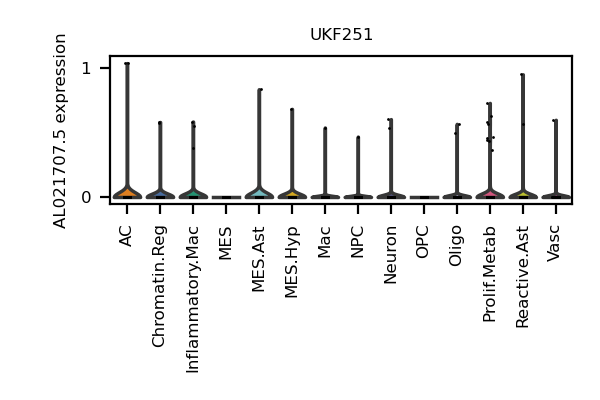 UKF251
AL021707.5 expression
1
0
AC
Chromatin.Reg
Inflammatory.Mac
MES
MES.Ast
MES.Hyp
Mac
NPC
Neuron
OPC
Oligo
Prolif.Metab
Reactive.Ast
Vasc